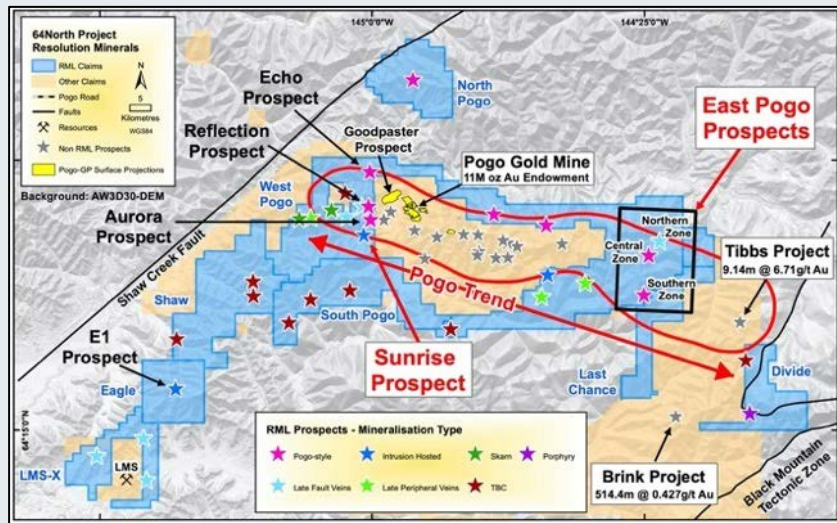 64North Project
Resolution Minerals
RML Claims
Other Claims
Pogo Road
Faults
Resources
Non RML Prospects
Pogo-GP Surface Projections
N
5
Kilometres
WGS84
Background: AW3D30-DEM
145°0'0"W
144°25'0"W
64°15'0"N
North
Pogo
Echo
Prospect
Reflection
Prospect
Goodpaster
Prospect
Pogo Gold Mine
11M oz Au Endowment
East Pogo
Prospects
West
Pogo
Aurora
Prospect
Northern
Zone
Central
Zone
Southern
Zone
Tibbs Project
9.14m @ 6.71g/t Au
Shaw Creek Fault
Pogo Trend
Shaw
South Pogo
E1
Prospect
Sunrise
Prospect
Eagle
Last
Chance
Divide
LMS-X
LMS
RML Prospects - Mineralisation Type
Pogo-style
Intrusion Hosted
Skarn
Porphyry
Late Fault Veins
Late Peripheral Veins
TBC
Brink Project
514.4m @ 0.427g/t Au
Black Mountain
Tectonic Zone